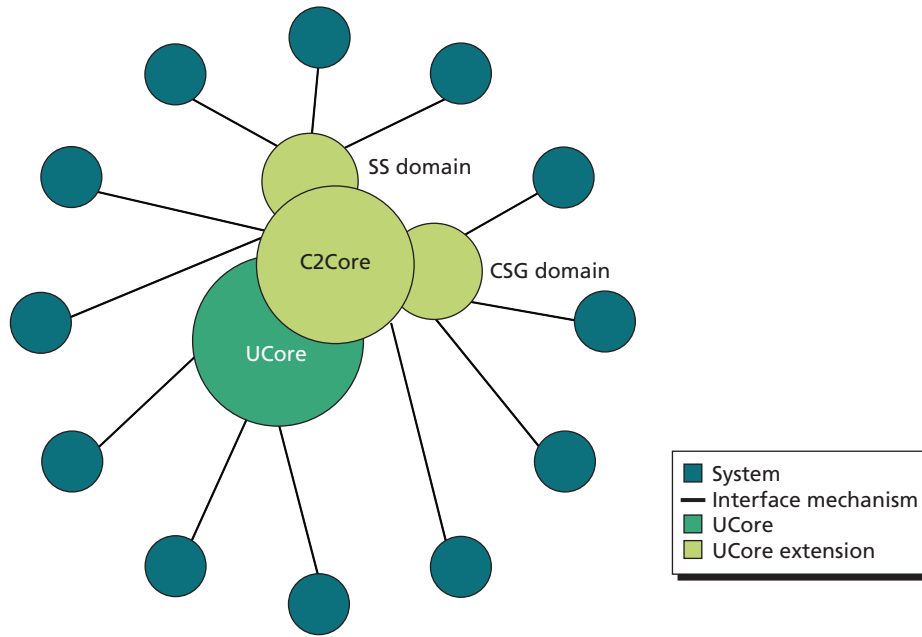 SS domain
C2Core
CSG domain
UCore
System
Interface mechanism
UCore
UCore extension